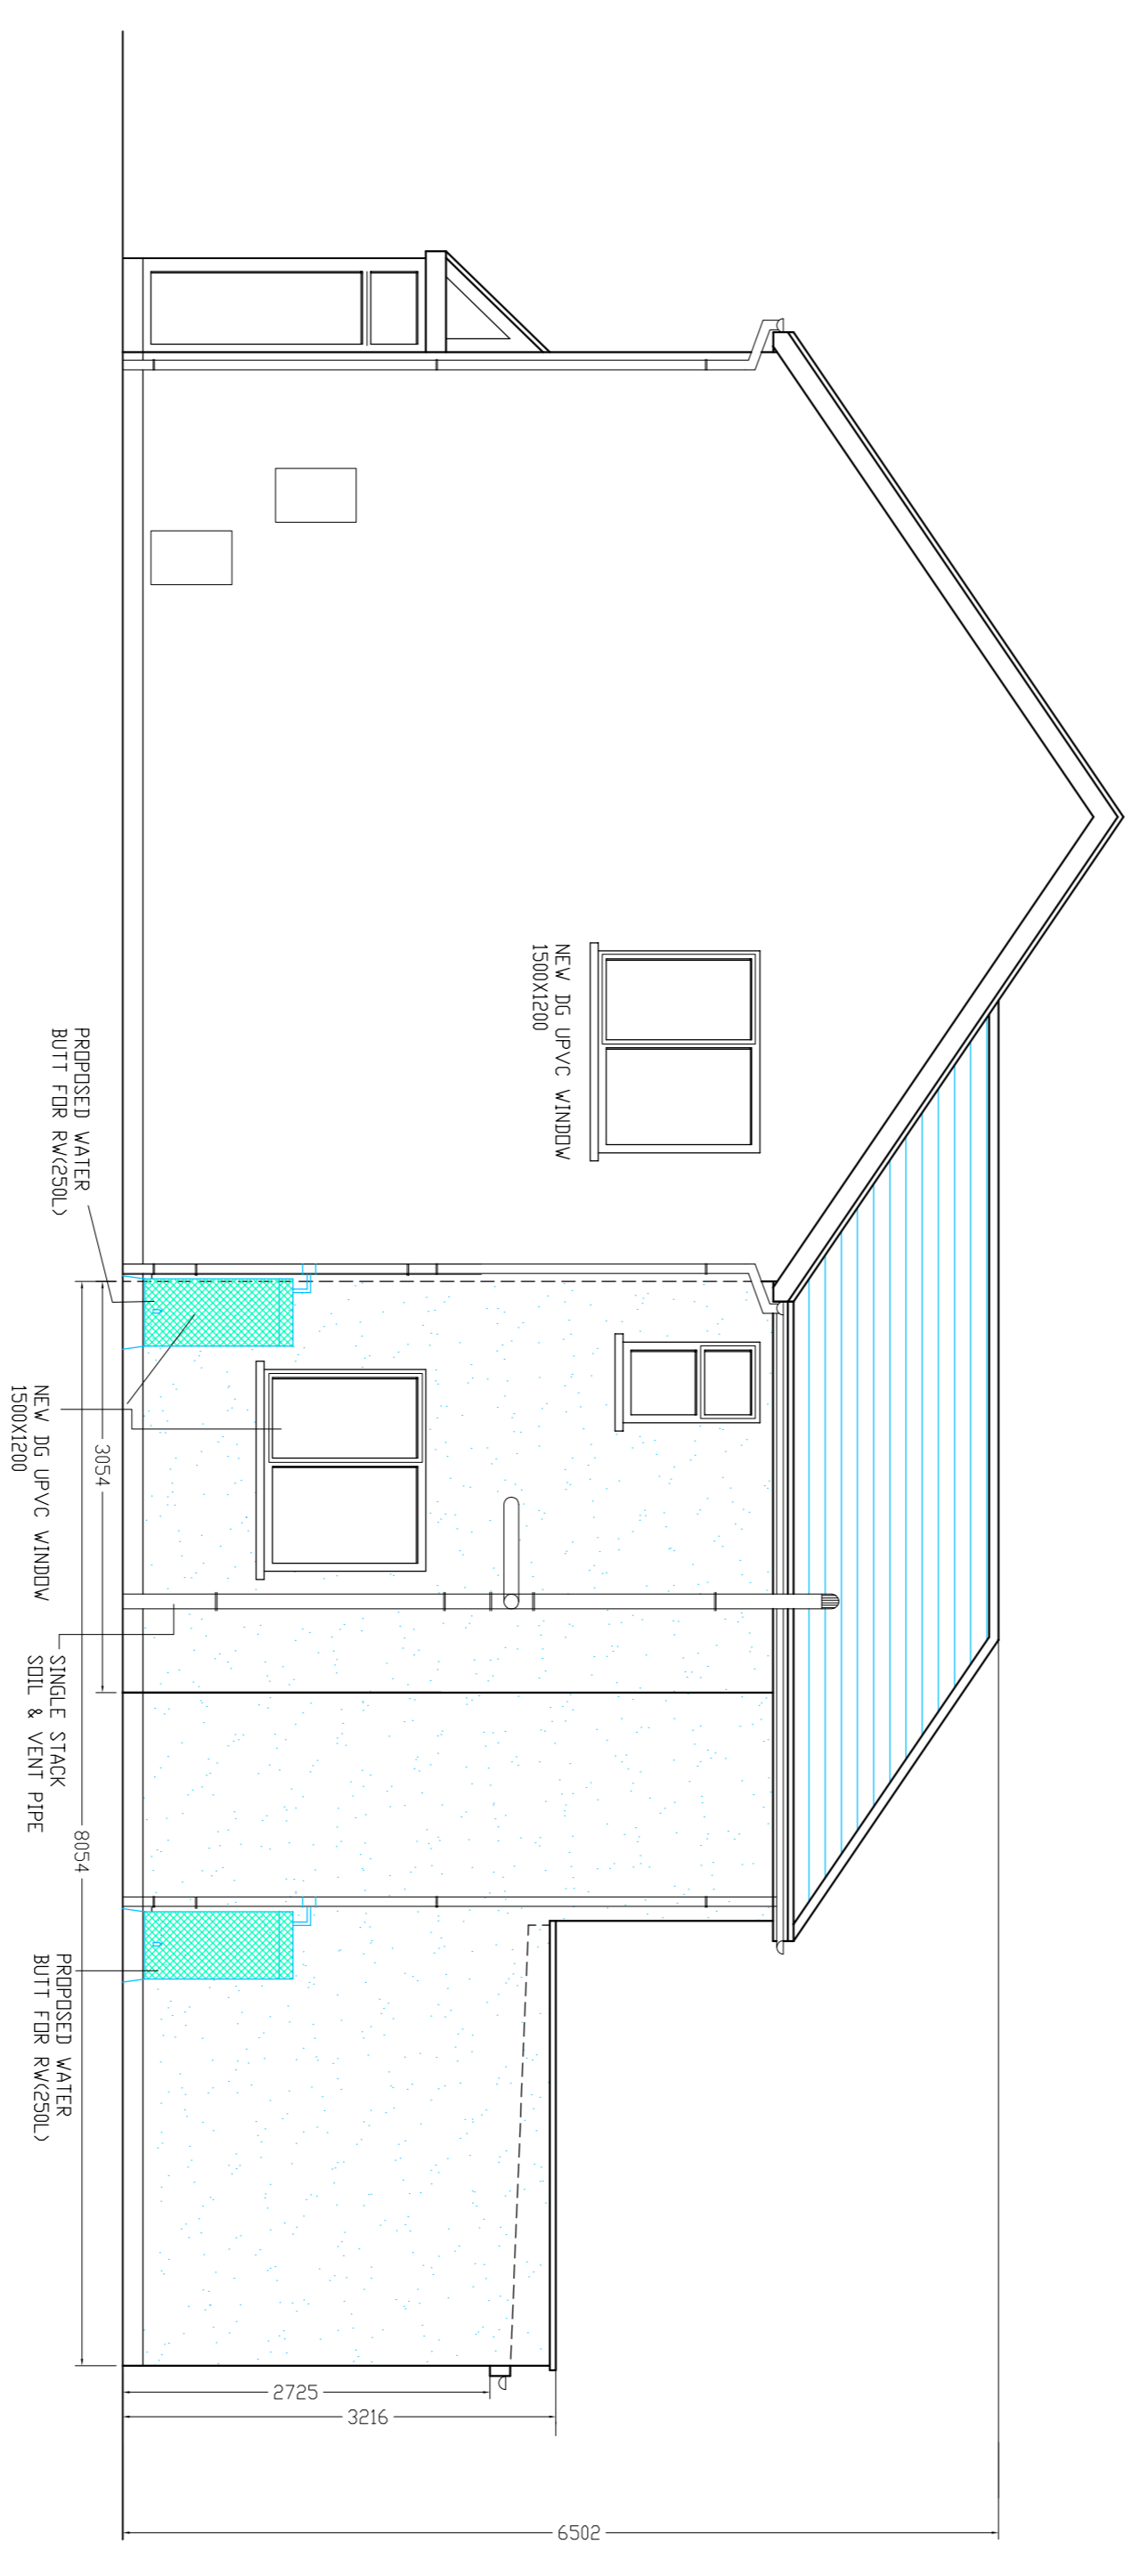 NEW DG UPVC WINDOW
1500X1200
PROPOSED WATER
BUTT FOR RW(250L)
3054
NEW DG UPVC WINDOW
1500X1200
SINGLE STACK
SOIL & VENT PIPE
8054
PROPOSED WATER
BUTT FOR RW(250L)
2725
3216
6502